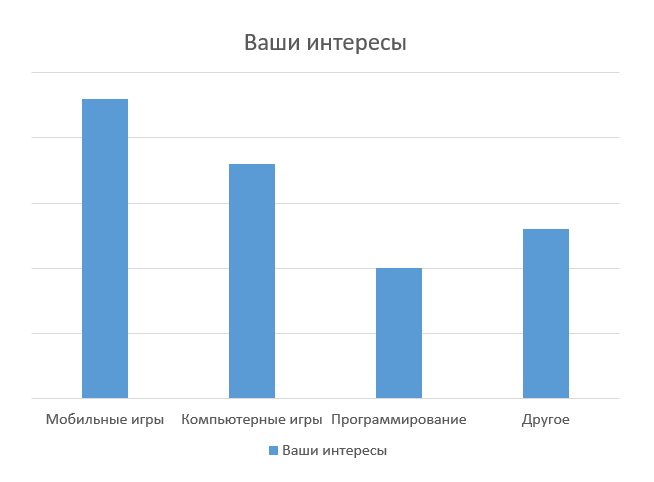 Ваши интересы
Мобильные игры
Компьютерные игры
Программирование
Другое
Ваши интересы